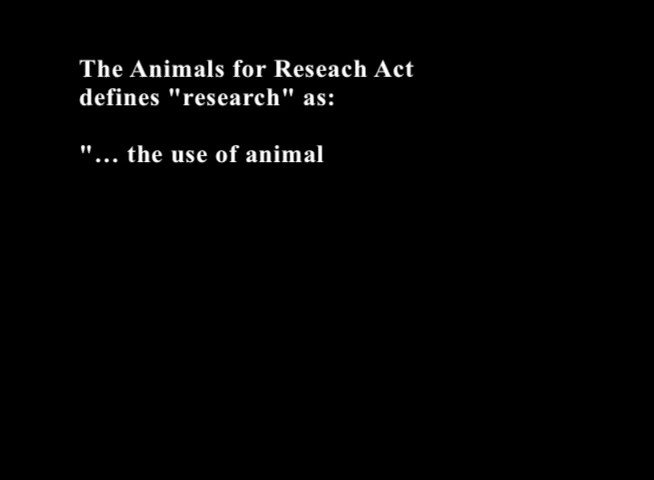 The Animals for Reseach Act
defines "research" as:
"... the use of animal